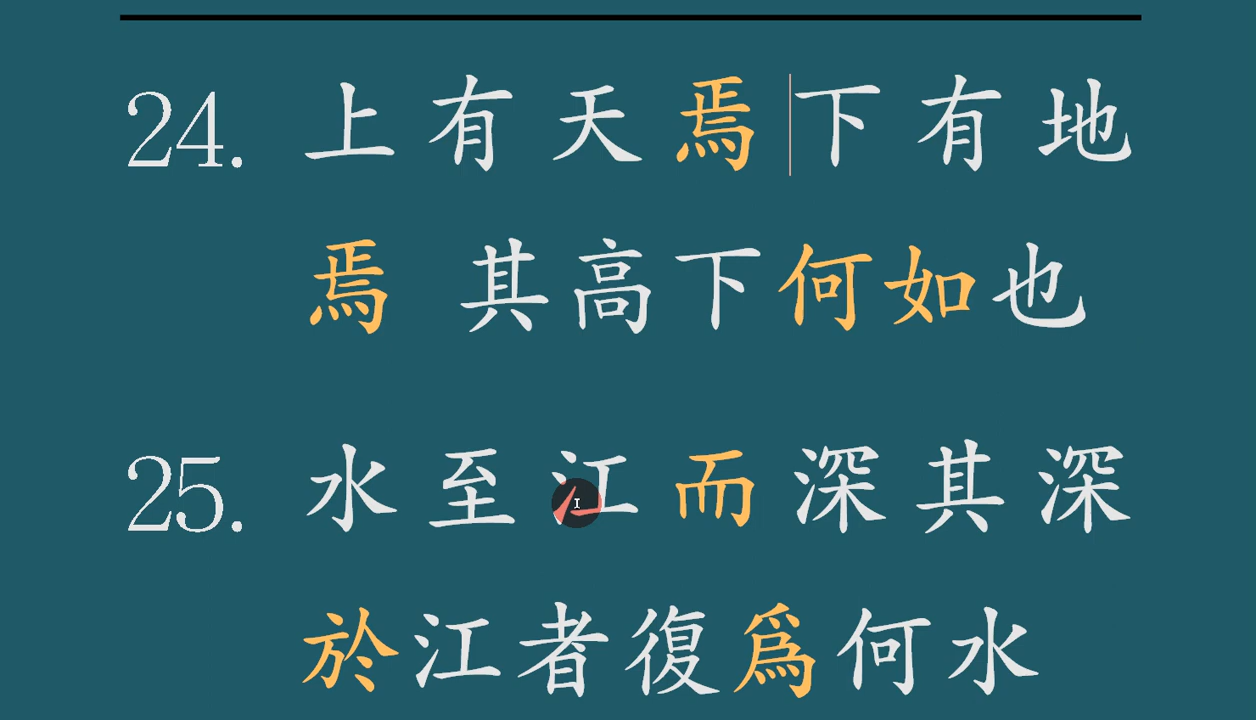 24. 上有天焉下有地
焉 其高下何如也
25. 水至江而深其深
於江者復爲何水